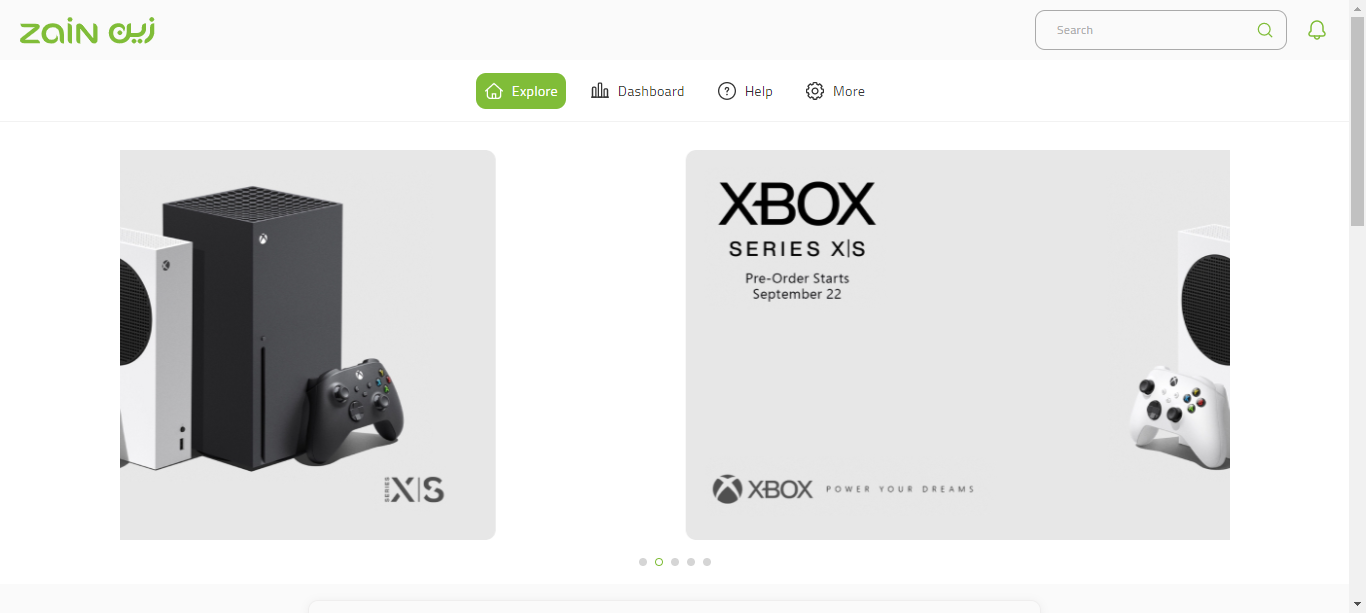 zain زين
Search
Explore
Dashboard
Help
More
XBOX
SERIES X|S
Pre-Order Starts
September 22
SERIES X|S
XBOX POWER YOUR DREAMS